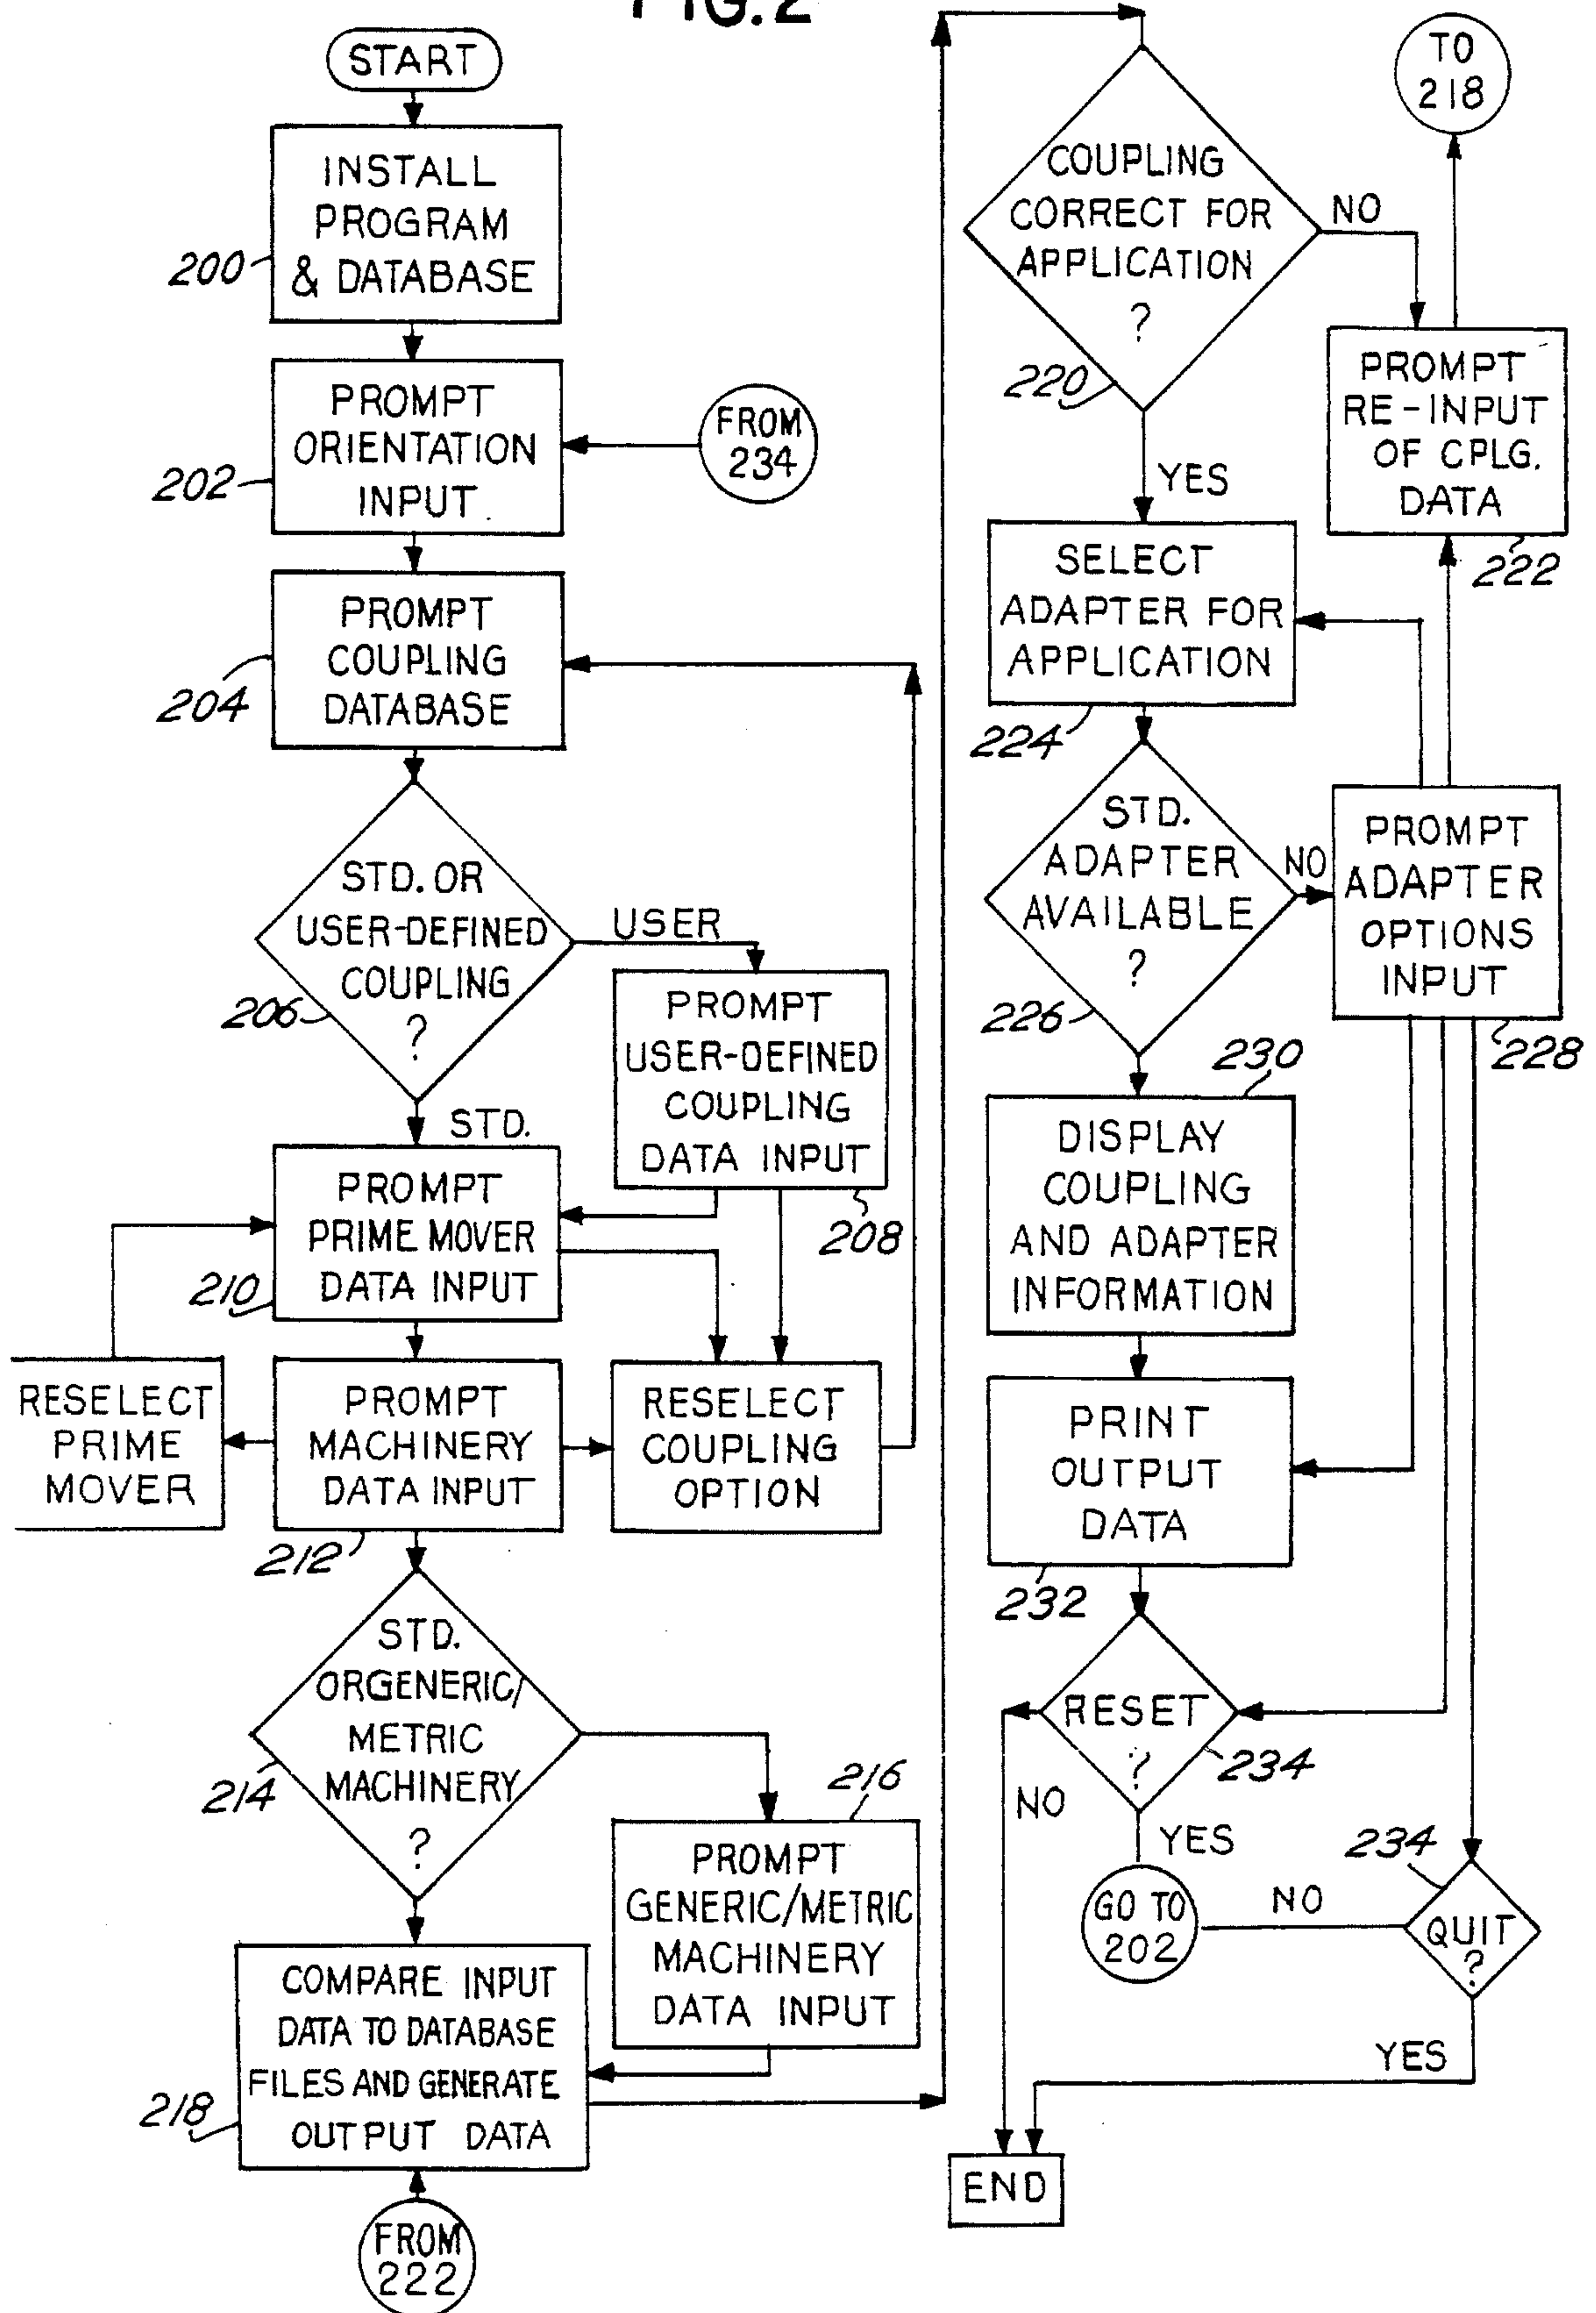 FIG.2
START
INSTALL
PROGRAM
& DATABASE
200
PROMPT
ORIENTATION
INPUT
202
FROM
234
PROMPT
COUPLING
DATABASE
204
STD. OR
USER-DEFINED
COUPLING
?
206
USER
STD.
PROMPT
USER-DEFINED
COUPLING
DATA INPUT
208
PROMPT
PRIME MOVER
DATA INPUT
210
RESELECT
PRIME
MOVER
PROMPT
MACHINERY
DATA INPUT
212
RESELECT
COUPLING
OPTION
STD.
ORGENERIC/
METRIC
MACHINERY
?
214
216
PROMPT
GENERIC/METRIC
MACHINERY
DATA INPUT
COMPARE INPUT
DATA TO DATABASE
FILES AND GENERATE
OUTPUT DATA
218
FROM
222
COUPLING
CORRECT FOR
APPLICATION
?
220
NO
YES
TO
218
PROMPT
RE-INPUT
OF CPLG.
DATA
222
SELECT
ADAPTER FOR
APPLICATION
224
STD.
ADAPTER
AVAILABLE
?
226
NO
PROMPT
ADAPTER
OPTIONS
INPUT
228
230
DISPLAY
COUPLING
AND ADAPTER
INFORMATION
PRINT
OUTPUT
DATA
232
RESET
?
234
NO
YES
GO TO
202
NO
234
QUIT
?
YES
END